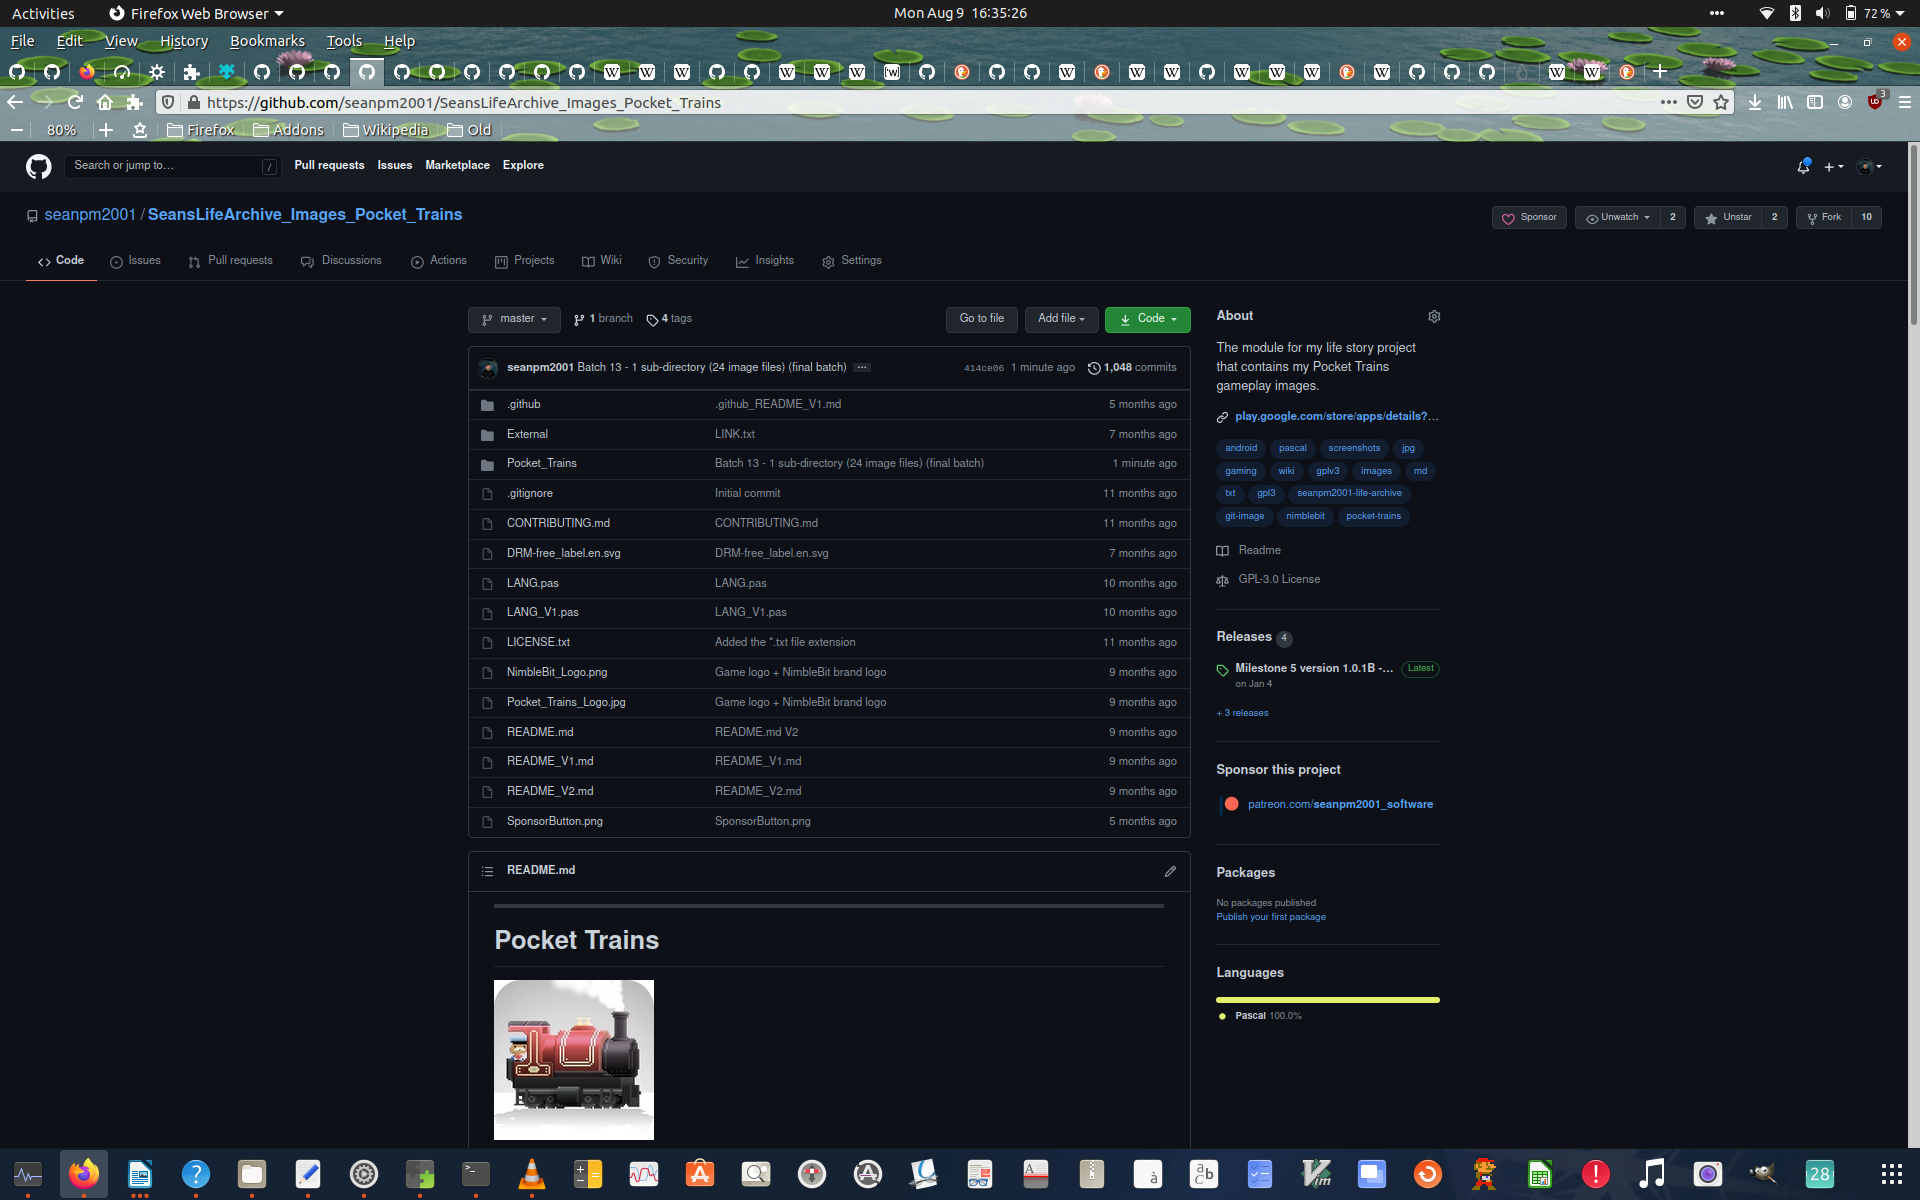 Activities Firefox Web Browser Mon Aug 9 16:35:26 72 %
File Edit View History Bookmarks Tools Help
https://github.com/seanpm2001/SeansLifeArchive_Images_Pocket_Trains 3
80% Firefox Addons Wikipedia Old
Search or jump to… / Pull requests Issues Marketplace Explore
seanpm2001 / SeansLifeArchive_Images_Pocket_Trains Sponsor Unwatch 2 Unstar 2 Fork 10
Code Issues Pull requests Discussions Actions Projects Wiki Security Insights Settings
master 1 branch 4 tags Go to file Add file Code
seanpm2001 Batch 13 - 1 sub-directory (24 image files) (final batch) ··· 414ce06 1 minute ago 1,048 commits
.github .github_README_V1.md 5 months ago
External LINK.txt 7 months ago
Pocket_Trains Batch 13 - 1 sub-directory (24 image files) (final batch) 1 minute ago
.gitignore Initial commit 11 months ago
CONTRIBUTING.md CONTRIBUTING.md 11 months ago
DRM-free_label.en.svg DRM-free_label.en.svg 7 months ago
LANG.pas LANG.pas 10 months ago
LANG_V1.pas LANG_V1.pas 10 months ago
LICENSE.txt Added the *.txt file extension 11 months ago
NimbleBit_Logo.png Game logo + NimbleBit brand logo 9 months ago
Pocket_Trains_Logo.jpg Game logo + NimbleBit brand logo 9 months ago
README.md README.md V2 9 months ago
README_V1.md README_V1.md 9 months ago
README_V2.md README_V2.md 9 months ago
SponsorButton.png SponsorButton.png 5 months ago
README.md
Pocket Trains
About
The module for my life story project
that contains my Pocket Trains
gameplay images.
play.google.com/store/apps/details?…
android pascal screenshots jpg
gaming wiki gplv3 images md
txt gpl3 seanpm2001-life-archive
git-image nimblebit pocket-trains
Readme
GPL-3.0 License
Releases 4
Milestone 5 version 1.0.1B -… Latest
on Jan 4
+ 3 releases
Sponsor this project
patreon.com/seanpm2001_software
Packages
No packages published
Publish your first package
Languages
Pascal 100.0%
28